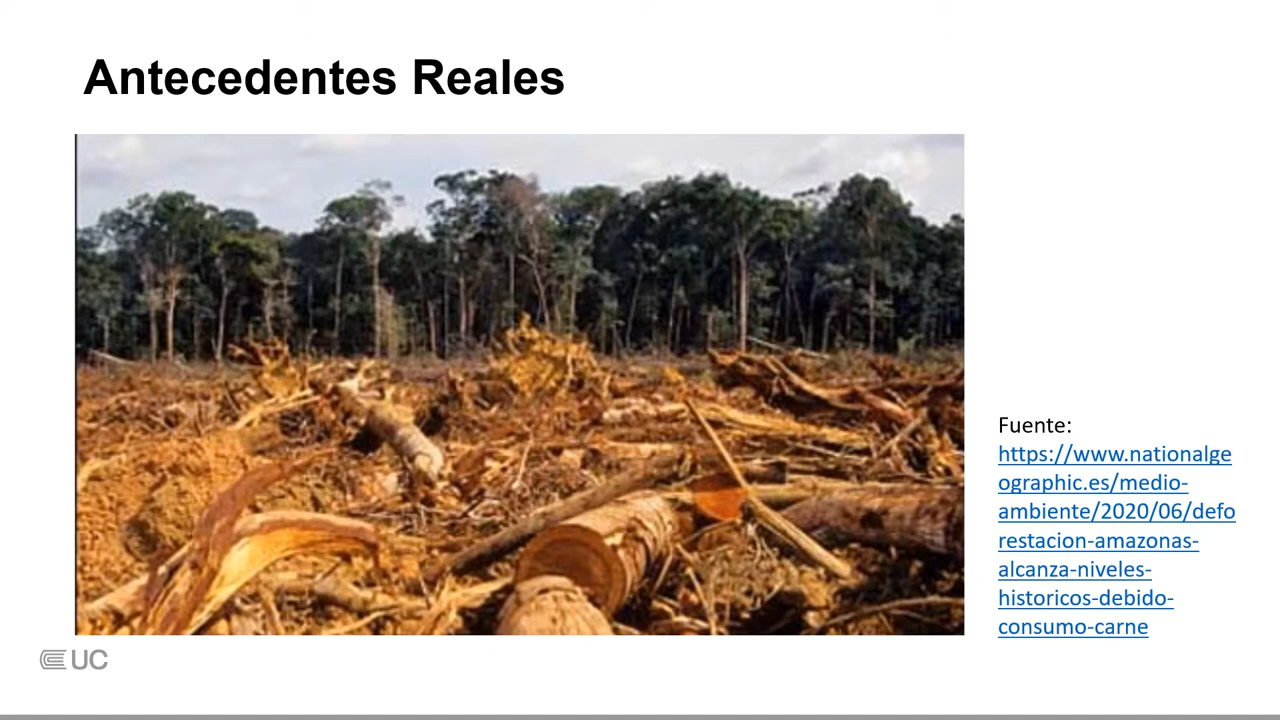 Antecedentes Reales
Fuente:
https://www.nationalge
ographic.es/medio-
ambiente/2020/06/defo
restacion-amazonas-
alcanza-niveles-
historicos-debido-
consumo-carne
UC